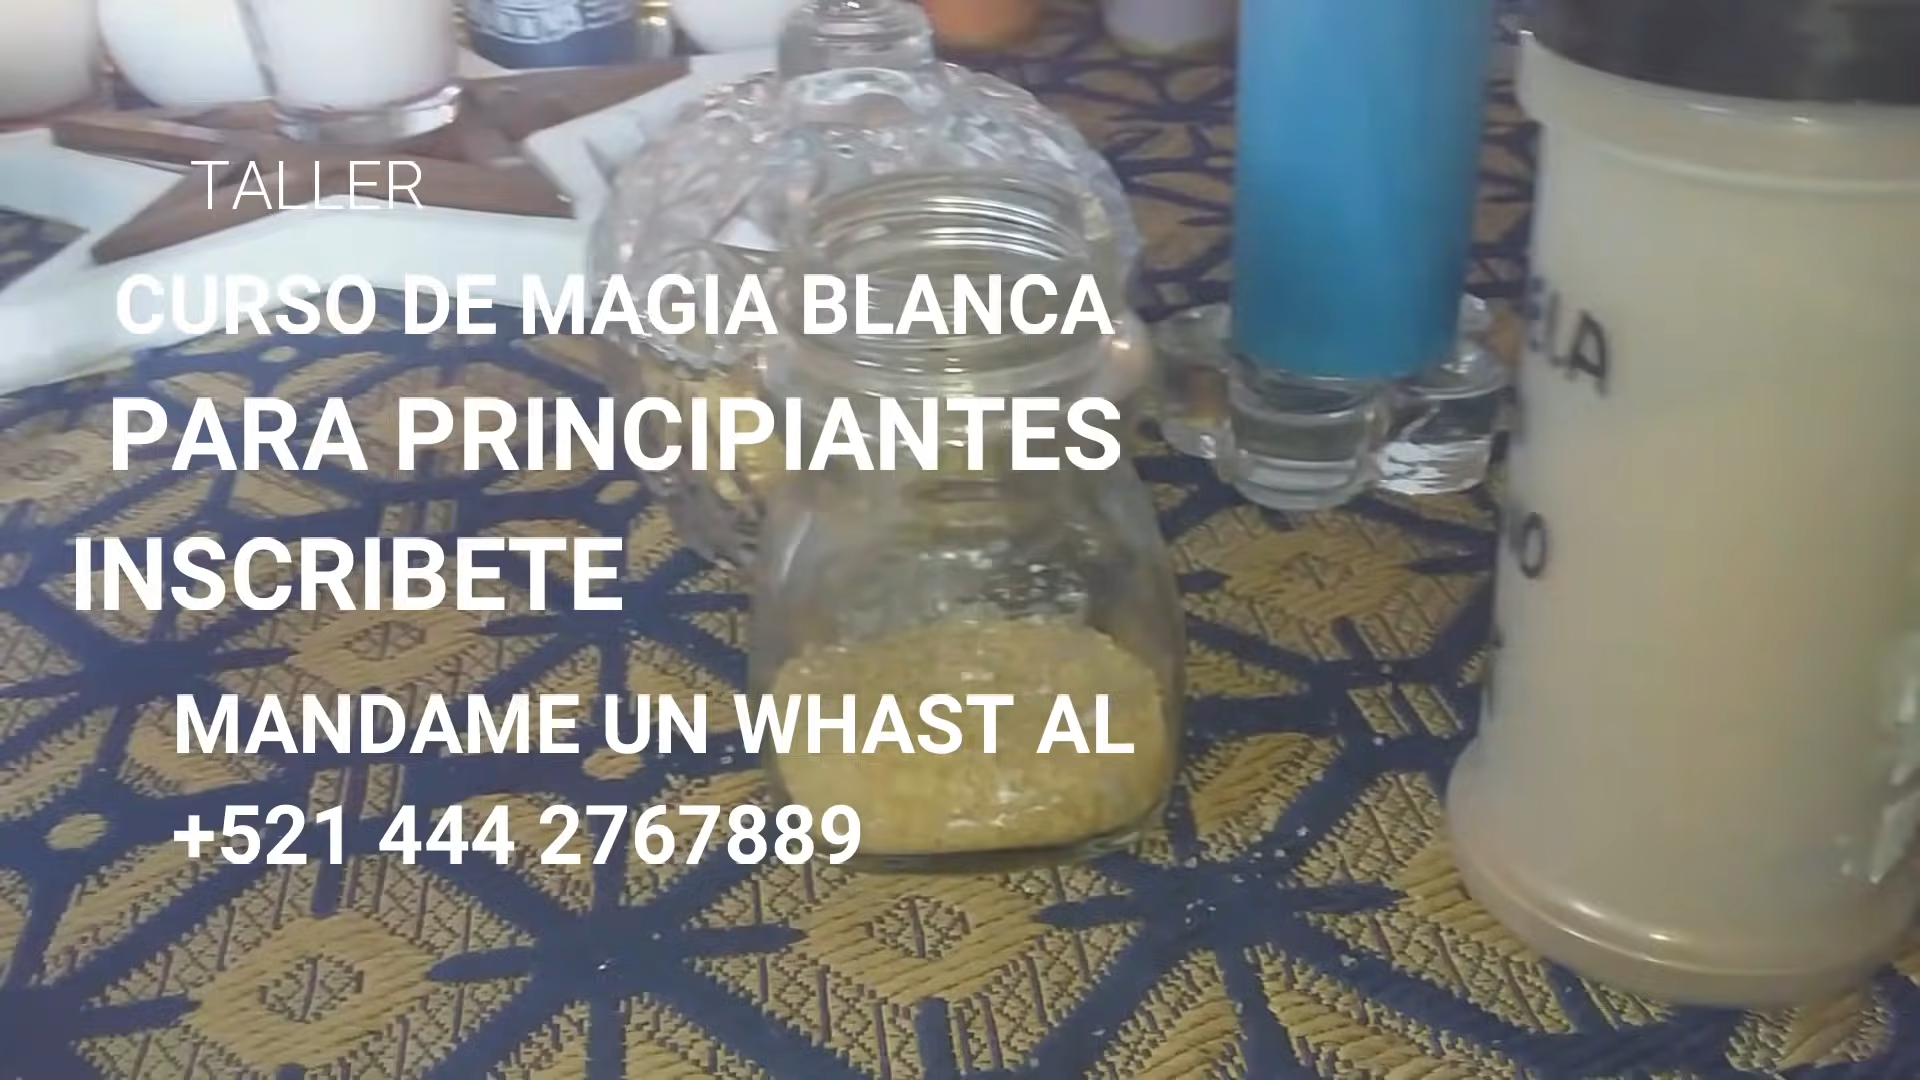 TALLER
CURSO DE MAGIA BLANCA
PARA PRINCIPIANTES
INSCRIBETE
MANDAME UN WHAST AL
+521 444 2767889